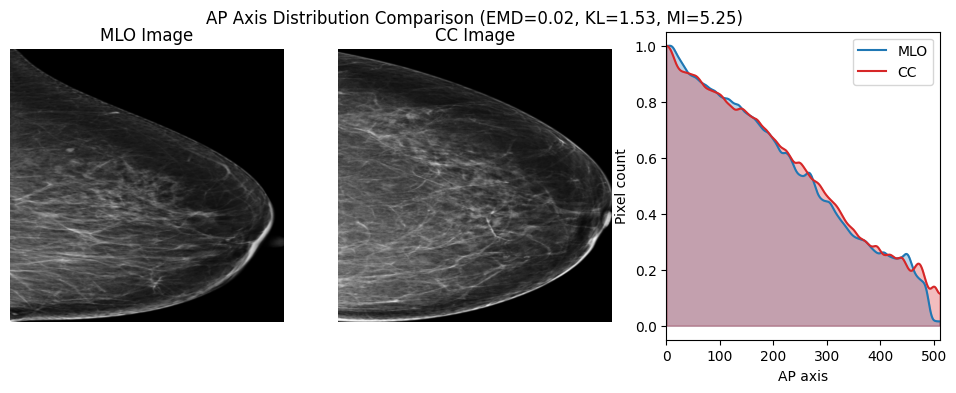 AP Axis Distribution Comparison (EMD=0.02, KL=1.53, MI=5.25)
MLO Image
CC Image
MLO
CC
Pixel count
1.0
0.8
0.6
0.4
0.2
0.0
0 100 200 300 400 500
AP axis